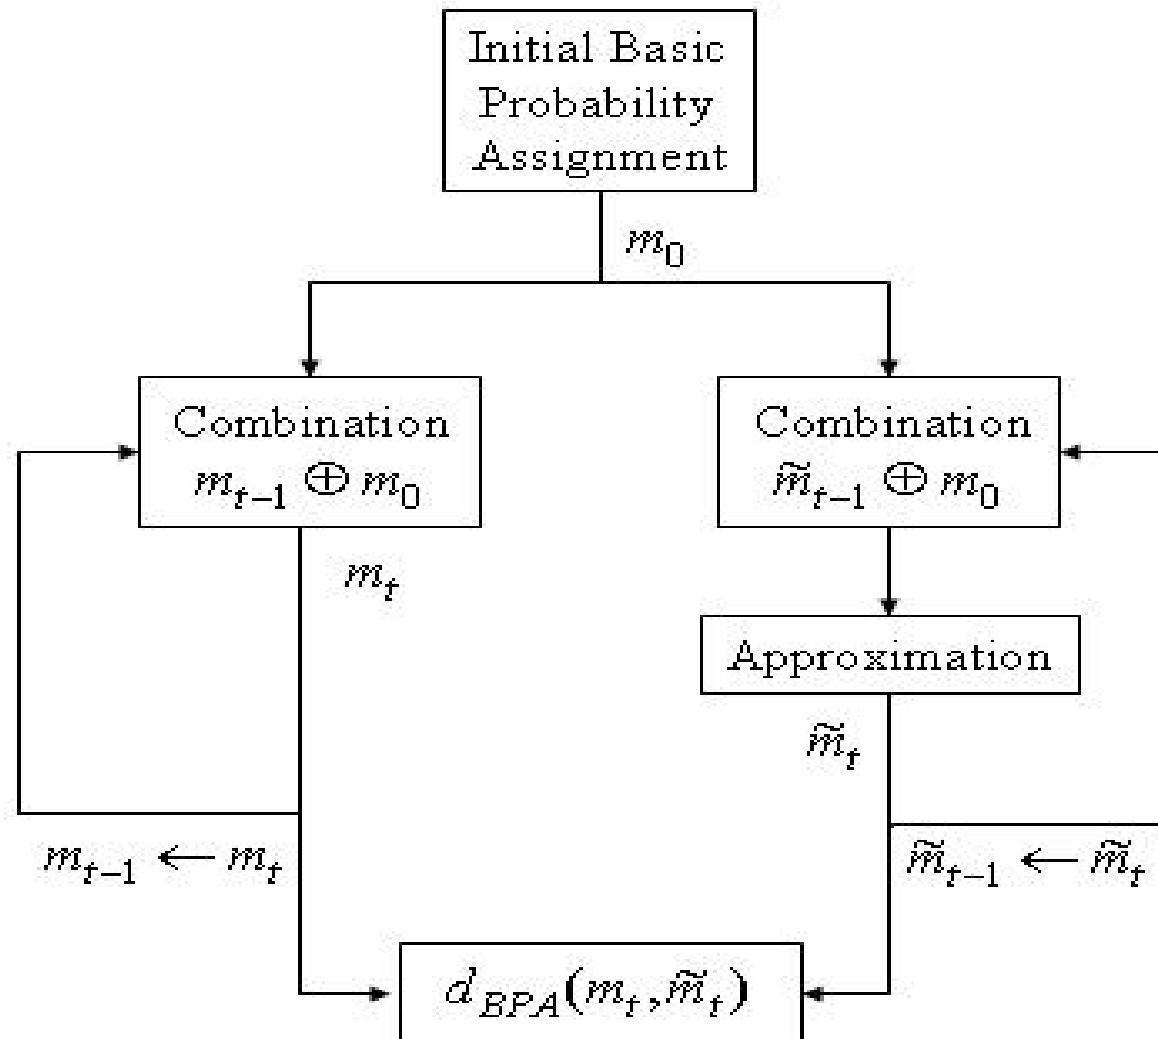 Initial Basic
Probability
Assignment
m₀
Combination
mₜ₋₁ ⊕ m₀
Combination
m̃ₜ₋₁ ⊕ m₀
mₜ
Approximation
m̃ₜ
mₜ₋₁ ← mₜ
m̃ₜ₋₁ ← m̃ₜ
d_BPA(mₜ, m̃ₜ)